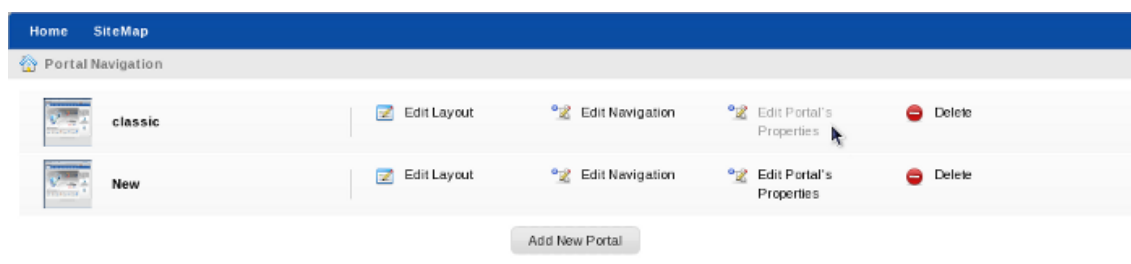 Home SiteMap
Portal Navigation
classic Edit Layout Edit Navigation Edit Portal's Properties Delete
New Edit Layout Edit Navigation Edit Portal's Properties Delete
Add New Portal